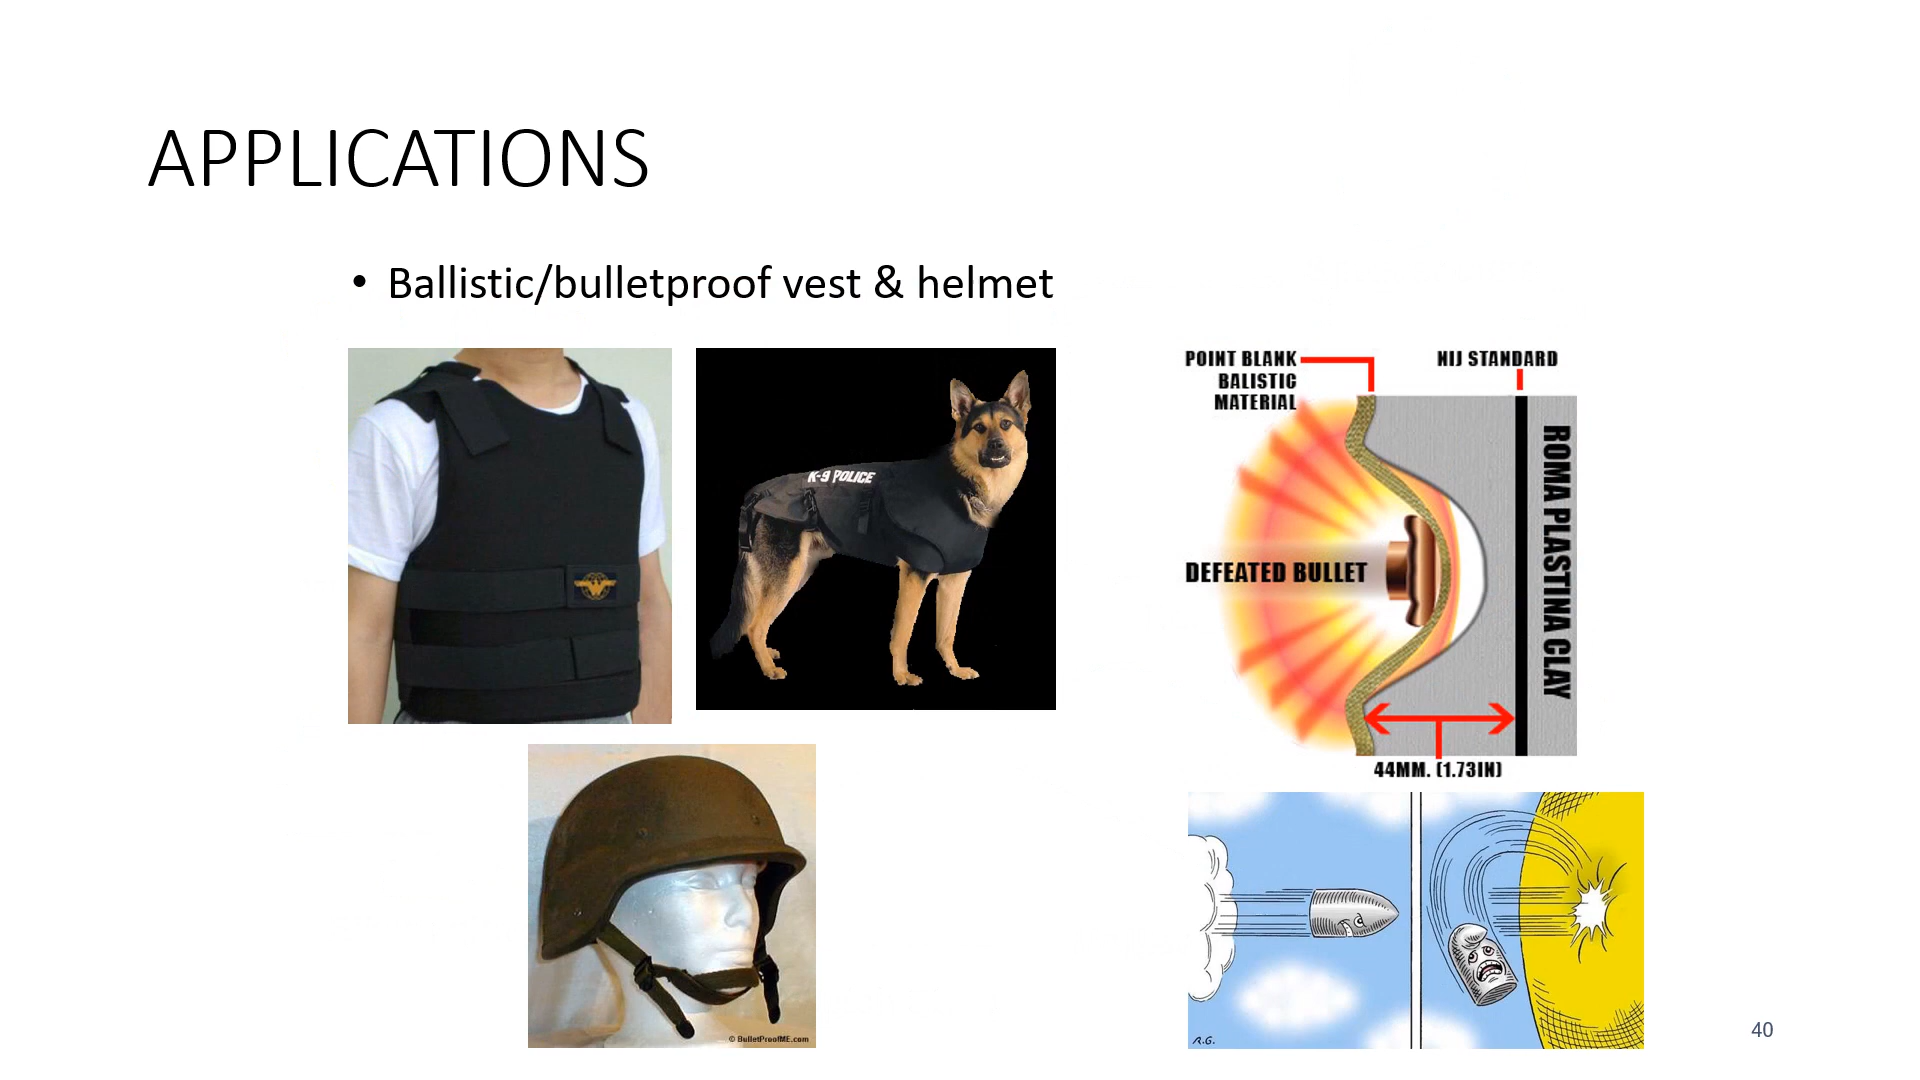 APPLICATIONS
• Ballistic/bulletproof vest & helmet
K-9 POLICE
POINT BLANK
BALISTIC
MATERIAL
NIJ STANDARD
DEFEATED BULLET
ROMA PLASTINA CLAY
44MM. (1.73IN)
© BulletProofME.com
R.G.
40